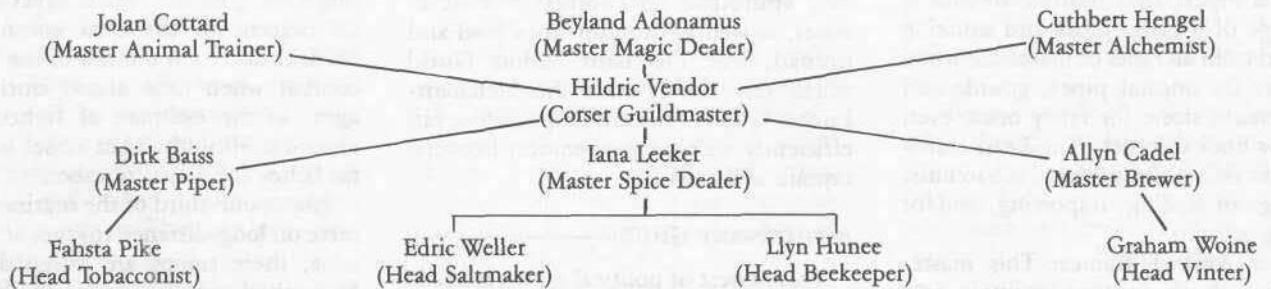 Jolan Cottard
(Master Animal Trainer)
Beyland Adonamus
(Master Magic Dealer)
Cuthbert Hengel
(Master Alchemist)
Hildric Vendor
(Corser Guildmaster)
Dirk Baiss
(Master Piper)
Iana Leeker
(Master Spice Dealer)
Allyn Cadel
(Master Brewer)
Fabsta Pike
(Head Tobacconist)
Edric Weller
(Head Saltmaker)
Llyn Hunee
(Head Beekeeper)
Graham Woine
(Head Vinter)